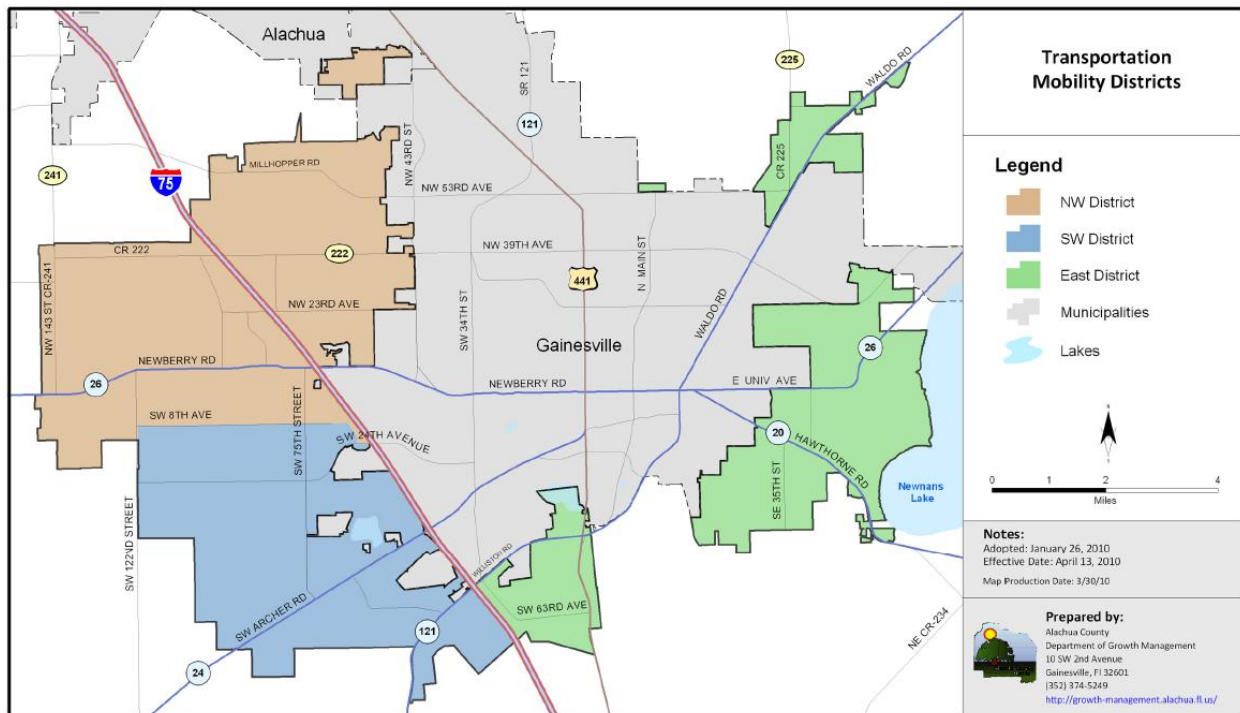 Alachua
225
WALDO RD
SR 121
121
NW 43RD ST
MILLHOPPER RD
241
75
CR 225
NW 53RD AVE
CR 222
222
NW 39TH AVE
N MAIN ST
441
NW 143 ST CR-241
NW 23RD AVE
SW 34TH ST
WALDO RD
Gainesville
26
NEWBERRY RD
NEWBERRY RD
E UNIV AVE
26
SW 8TH AVE
SW 75TH STREET
SW 24TH AVENUE
20
HAWTHORNE RD
SE 35TH ST
Newnans
Lake
SW 122ND STREET
WILLISTON RD
SW ARCHER RD
SW 63RD AVE
121
24
NE CR-234
Transportation
Mobility Districts
Legend
NW District
SW District
East District
Municipalities
Lakes
N
0 1 2 4
Miles
Notes:
Adopted: January 26, 2010
Effective Date: April 13, 2010
Map Production Date: 3/30/10
Prepared by:
Alachua County
Department of Growth Management
10 SW 2nd Avenue
Gainesville, Fl 32601
(352) 374-5249
http://growth-management.alachua.fl.us/